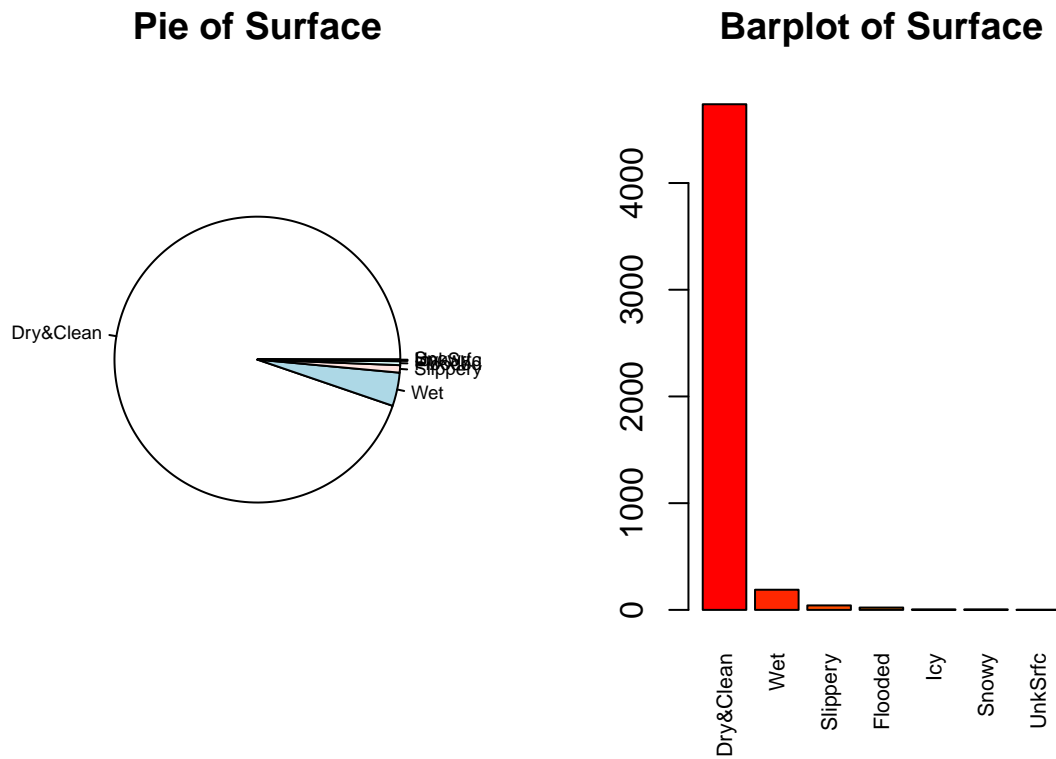 Pie of Surface
Dry&Clean
Slippery
Wet
Barplot of Surface
4000
3000
2000
1000
0
Dry&Clean
Wet
Slippery
Flooded
Icy
Snowy
UnkSrfc